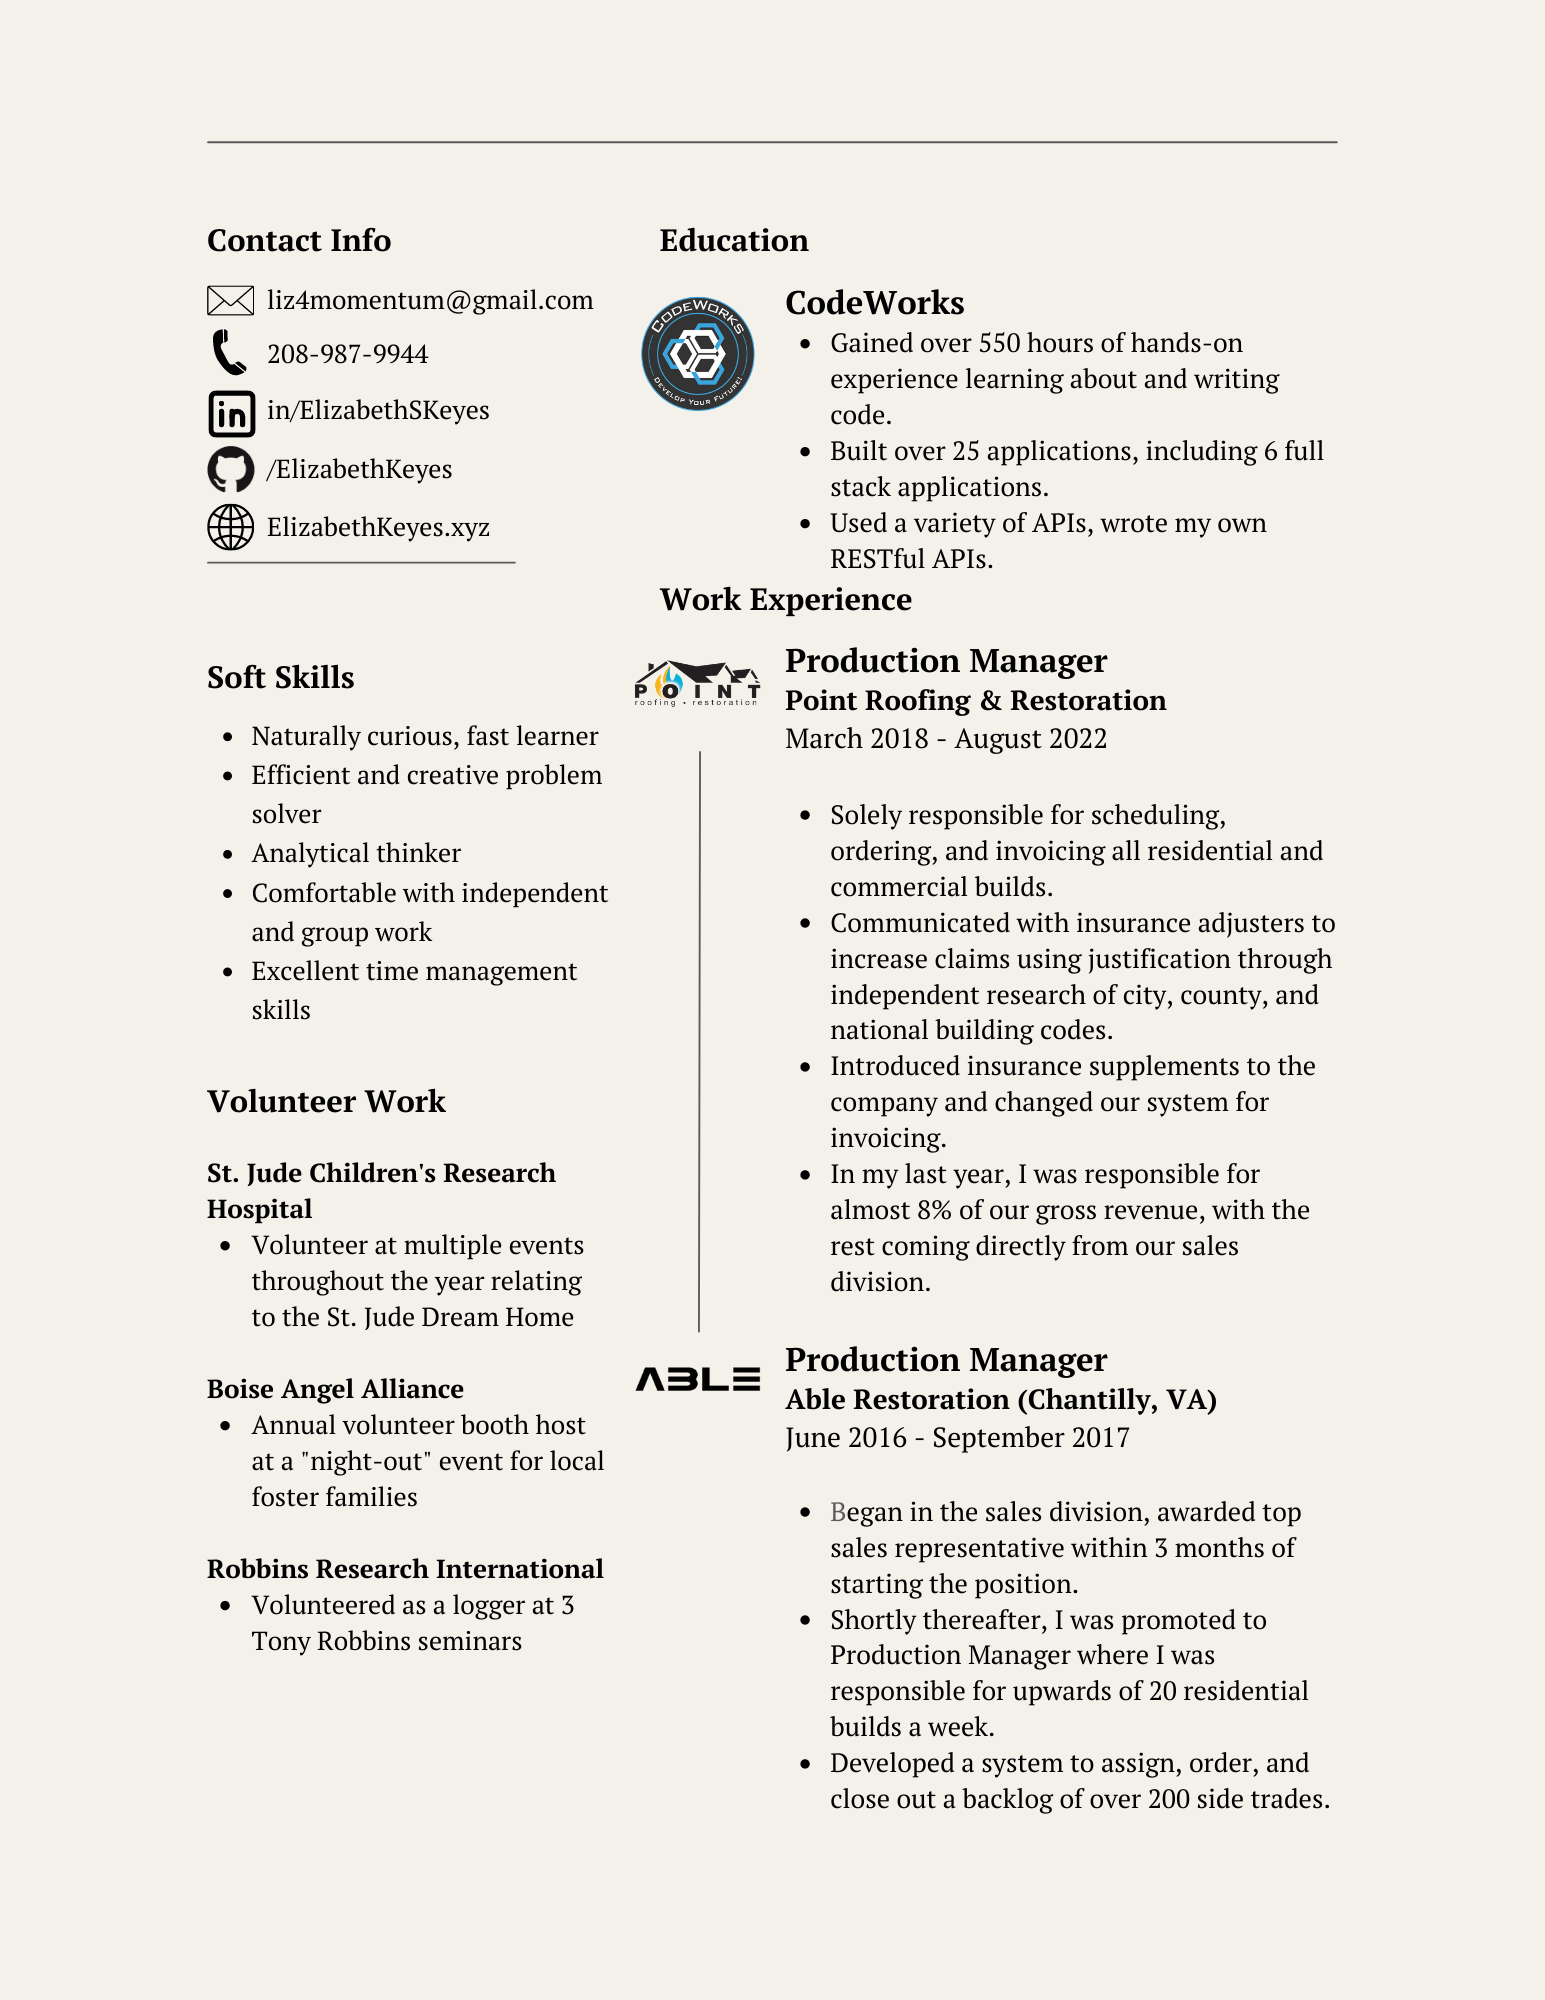 Contact Info
liz4momentum@gmail.com
208-987-9944
in/ElizabethSKeyes
/ElizabethKeyes
ElizabethKeyes.xyz
Soft Skills
• Naturally curious, fast learner
• Efficient and creative problem
solver
• Analytical thinker
• Comfortable with independent
and group work
• Excellent time management
skills
Volunteer Work
St. Jude Children's Research
Hospital
• Volunteer at multiple events
throughout the year relating
to the St. Jude Dream Home
Boise Angel Alliance
• Annual volunteer booth host
at a "night-out" event for local
foster families
Robbins Research International
• Volunteered as a logger at 3
Tony Robbins seminars
Education
CODEWORKS
DEVELOP YOUR FUTURE!
CodeWorks
• Gained over 550 hours of hands-on
experience learning about and writing
code.
• Built over 25 applications, including 6 full
stack applications.
• Used a variety of APIs, wrote my own
RESTful APIs.
Work Experience
POINT
roofing • restoration
Production Manager
Point Roofing & Restoration
March 2018 - August 2022
• Solely responsible for scheduling,
ordering, and invoicing all residential and
commercial builds.
• Communicated with insurance adjusters to
increase claims using justification through
independent research of city, county, and
national building codes.
• Introduced insurance supplements to the
company and changed our system for
invoicing.
• In my last year, I was responsible for
almost 8% of our gross revenue, with the
rest coming directly from our sales
division.
ABLE
Production Manager
Able Restoration (Chantilly, VA)
June 2016 - September 2017
• Began in the sales division, awarded top
sales representative within 3 months of
starting the position.
• Shortly thereafter, I was promoted to
Production Manager where I was
responsible for upwards of 20 residential
builds a week.
• Developed a system to assign, order, and
close out a backlog of over 200 side trades.